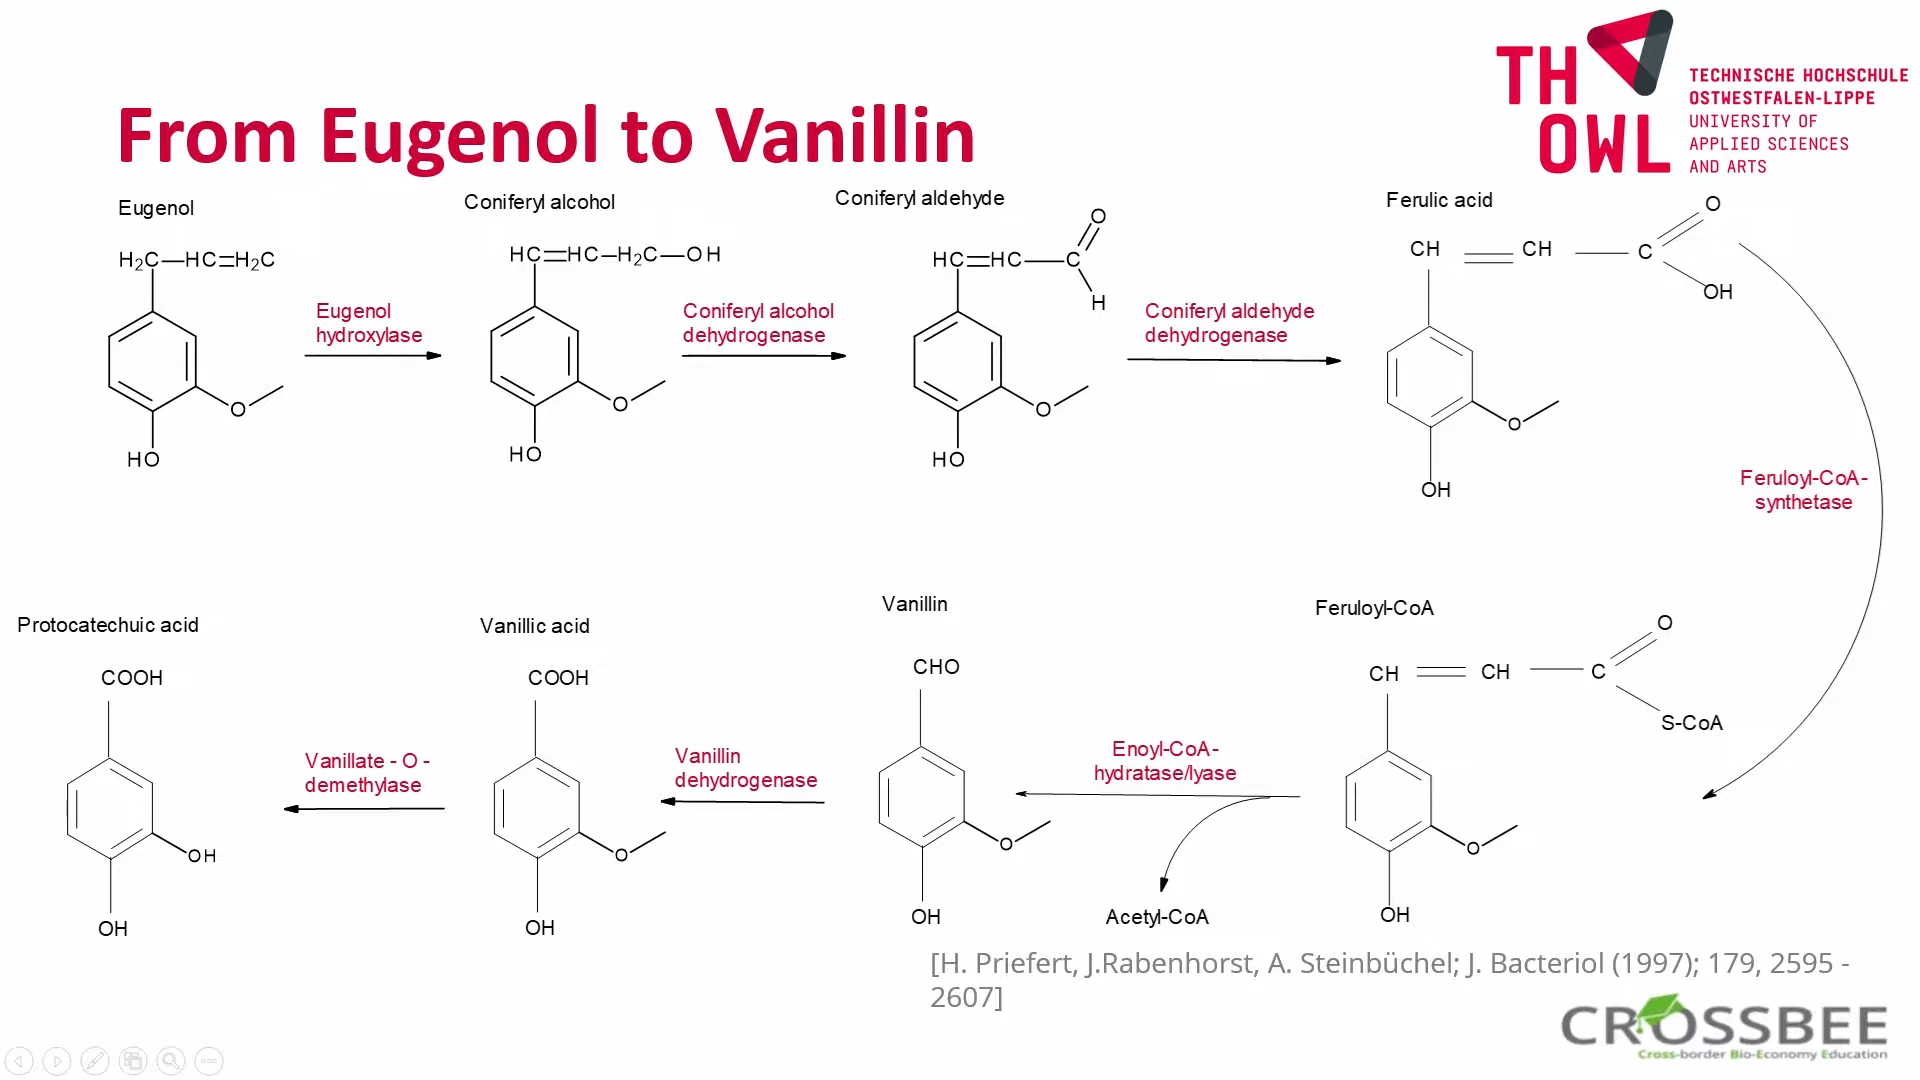 TH OWL
TECHNISCHE HOCHSCHULE
OSTWESTFALEN-LIPPE
UNIVERSITY OF
APPLIED SCIENCES
AND ARTS
From Eugenol to Vanillin
Eugenol
H₂C—HC=H₂C
O
HO
Eugenol
hydroxylase
Coniferyl alcohol
HC=HC—H₂C—OH
O
HO
Coniferyl alcohol
dehydrogenase
Coniferyl aldehyde
O
HC=HC—C
H
O
HO
Coniferyl aldehyde
dehydrogenase
Ferulic acid
O
CH=CH—C
OH
O
OH
Feruloyl-CoA-
synthetase
Feruloyl-CoA
O
CH=CH—C
S-CoA
O
OH
Enoyl-CoA-
hydratase/lyase
Acetyl-CoA
Vanillin
CHO
O
OH
Vanillin
dehydrogenase
Vanillic acid
COOH
O
OH
Vanillate - O -
demethylase
Protocatechuic acid
COOH
OH
OH
[H. Priefert, J.Rabenhorst, A. Steinbüchel; J. Bacteriol (1997); 179, 2595 -
2607]
CROSSBEE
Cross-border Bio-Economy Education